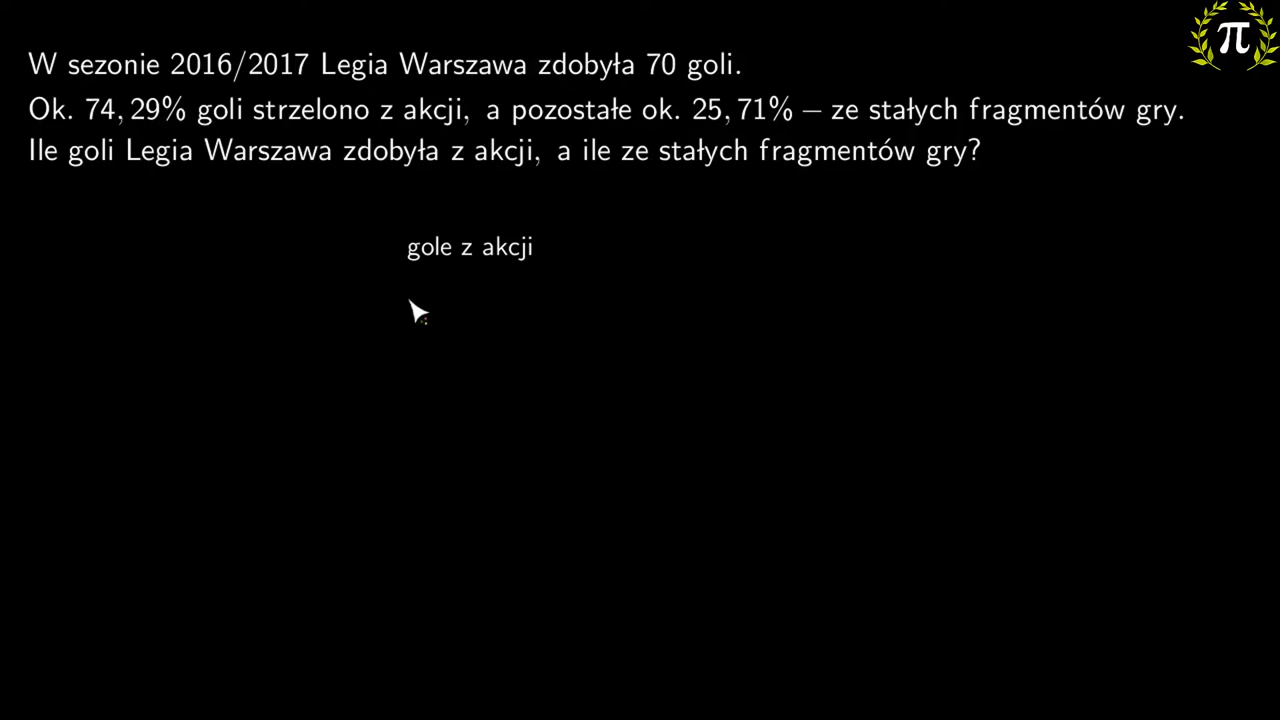 π
W sezonie 2016/2017 Legia Warszawa zdobyła 70 goli.
Ok. 74,29% goli strzelono z akcji, a pozostałe ok. 25,71% – ze stałych fragmentów gry.
Ile goli Legia Warszawa zdobyła z akcji, a ile ze stałych fragmentów gry?
gole z akcji